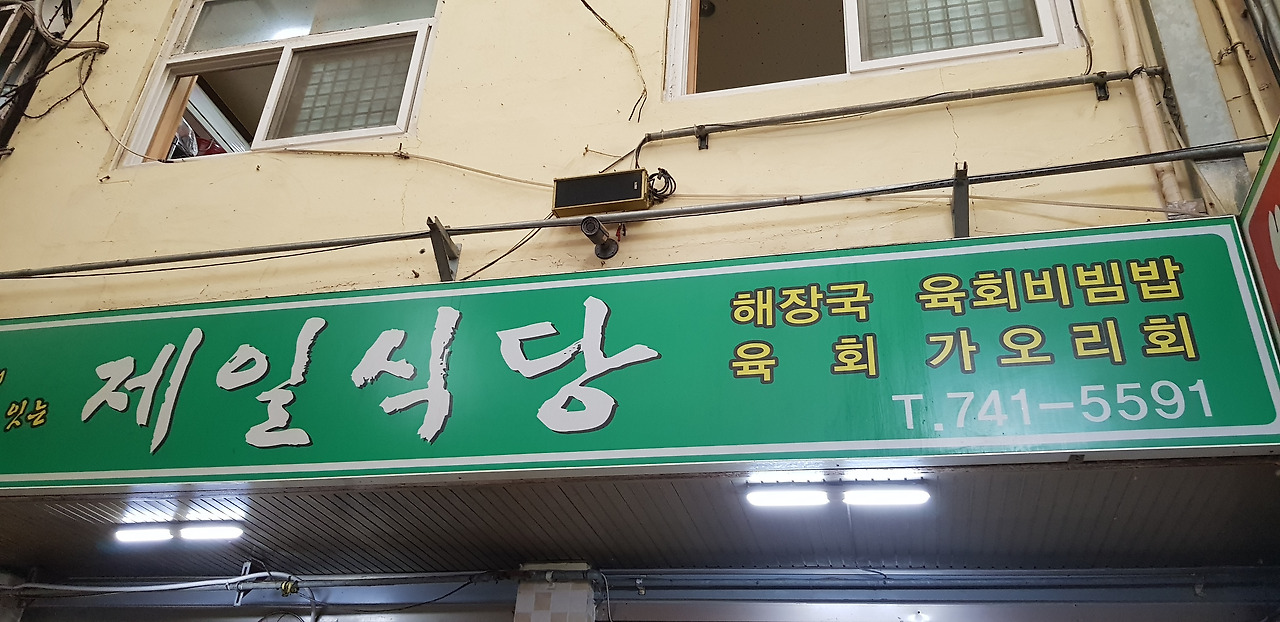 잇는
제일식당
해장국 육회비빔밥
육 회 가오리회
T.741-5591